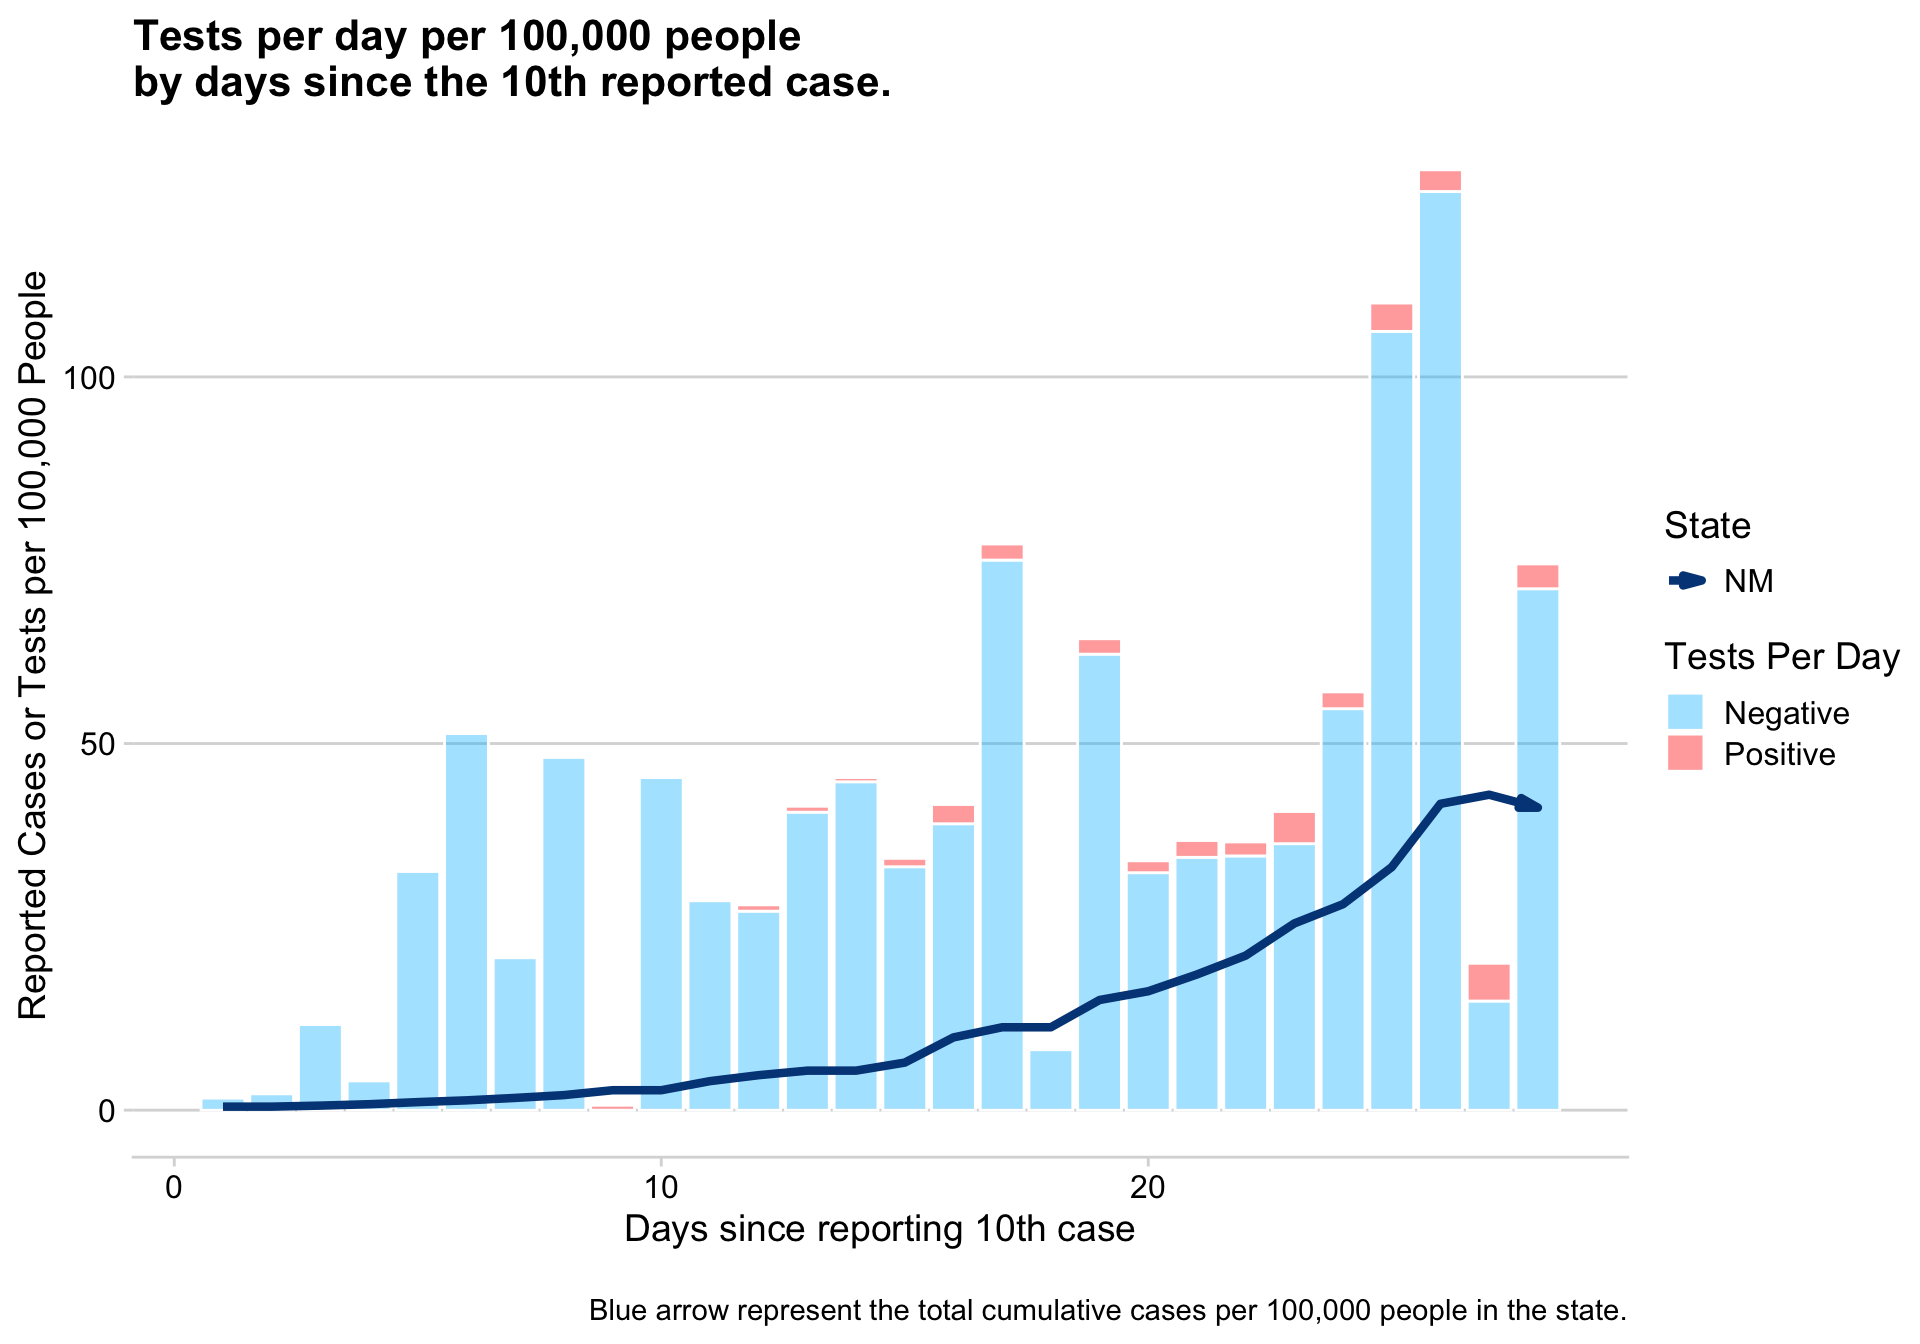 Tests per day per 100,000 people
by days since the 10th reported case.
Reported Cases or Tests per 100,000 People
100
50
0
0
10
20
Days since reporting 10th case
State
NM
Tests Per Day
Negative
Positive
Blue arrow represent the total cumulative cases per 100,000 people in the state.